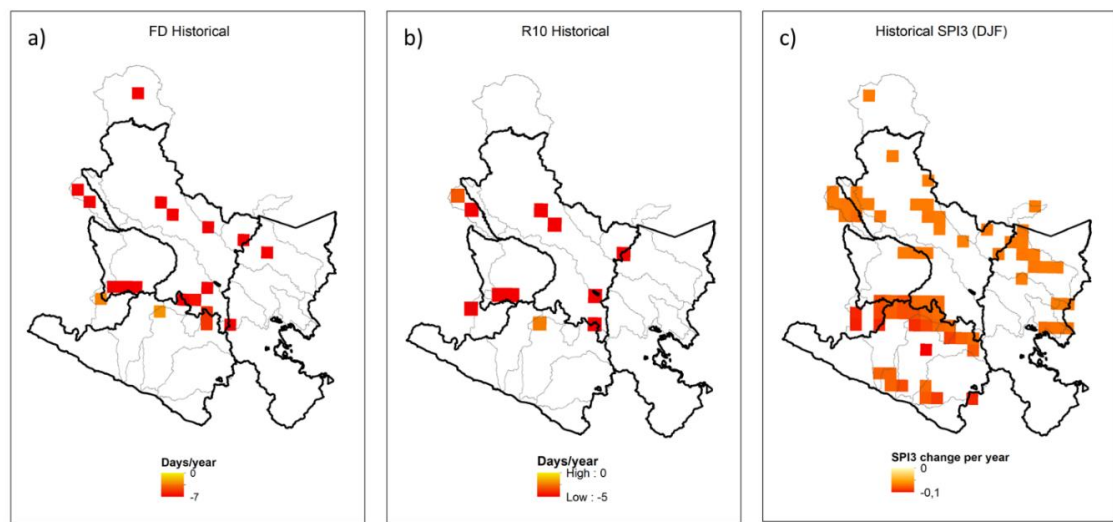 a)
FD Historical
Days/year
0
-7
b)
R10 Historical
Days/year
High : 0
Low : -5
c)
Historical SPI3 (DJF)
SPI3 change per year
0
-0,1